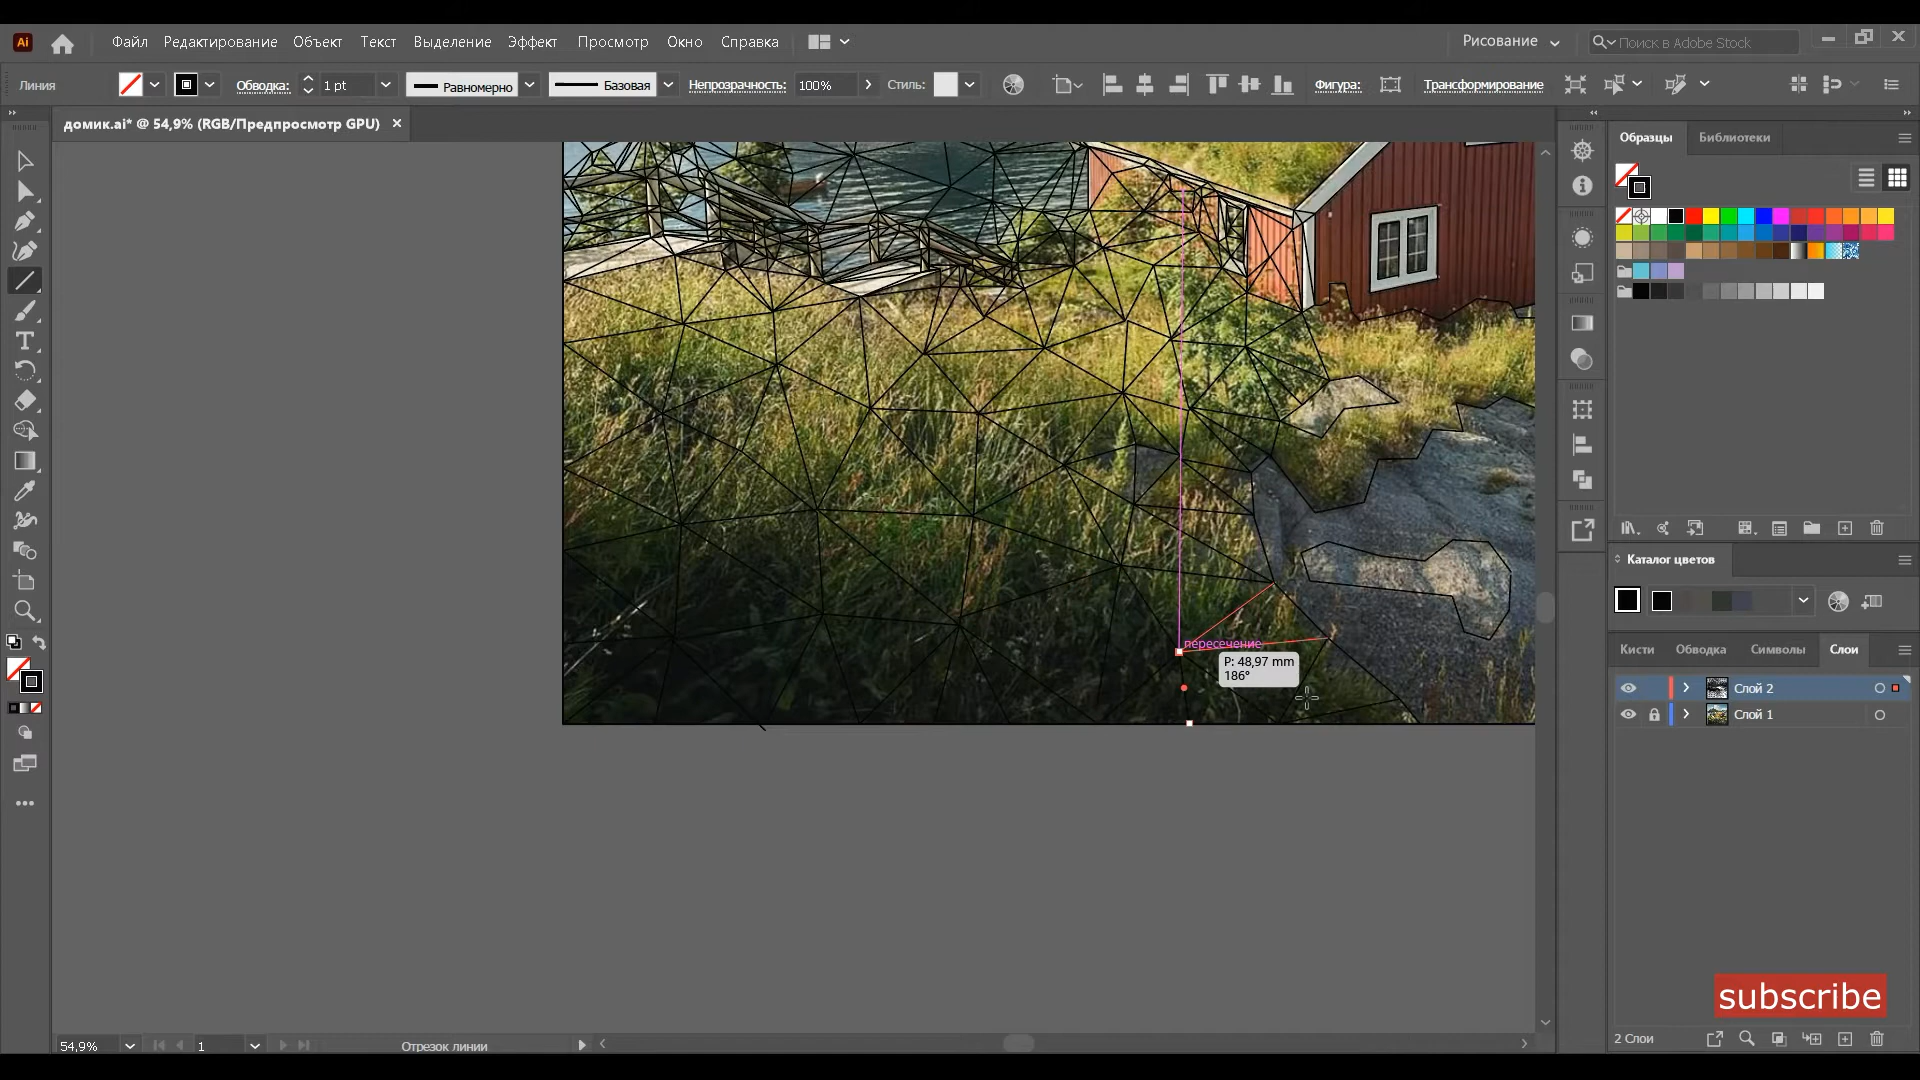 Ai
Файл Редактирование Объект Текст Выделение Эффект Просмотр Окно Справка
Рисование
Поиск в Adobe Stock
Линия
Обводка: 1 pt
Равномерно
Базовая
Непрозрачность: 100%
Стиль:
Фигура:
Трансформирование
домик.ai* @ 54,9% (RGB/Предпросмотр GPU)
Образцы Библиотеки
Каталог цветов
пересечение
P: 48,97 mm
186°
Кисти Обводка Символы Слои
Слой 2
Слой 1
subscribe
2 Слои
54,9%
1
Отрезок линии